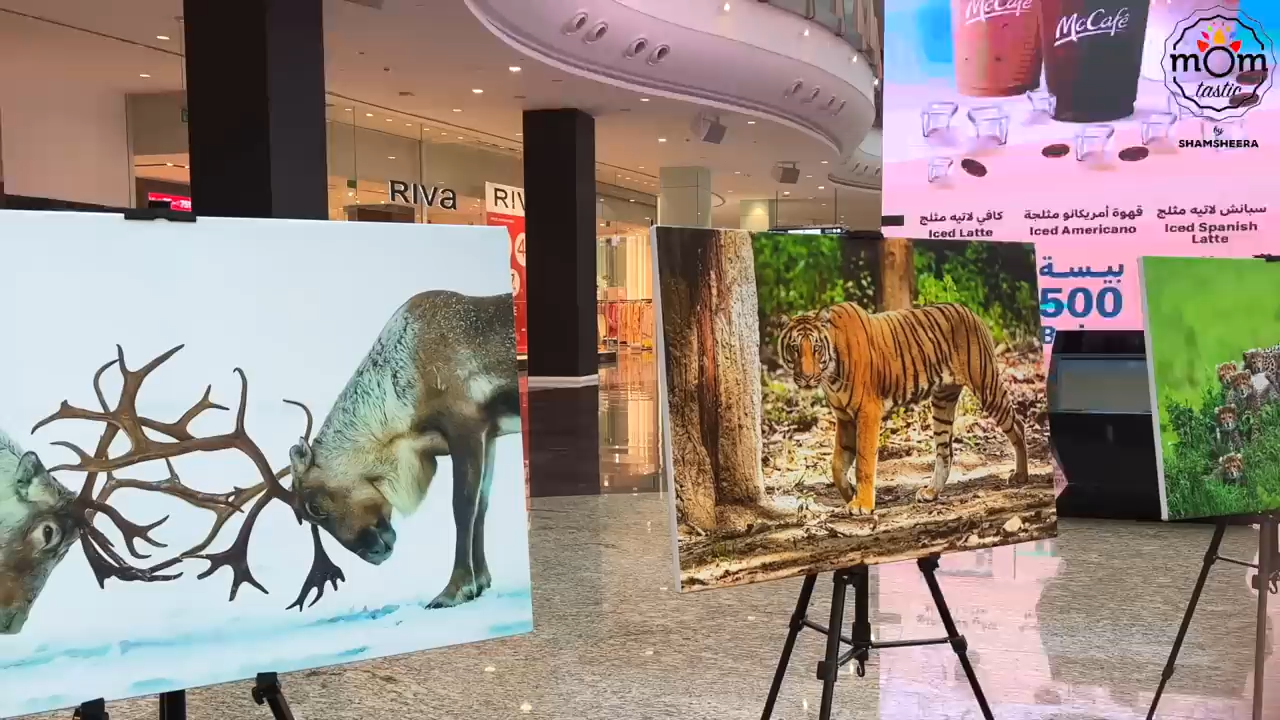 McCafé
McCafé
mom
tastic
by
SHAMSHEERA
RIVa
RIV
كافي لاتيه مثلج
Iced Latte
قهوة أمريكانو مثلجة
Iced Americano
سبانش لاتيه مثلج
Iced Spanish
Latte
بيسة
500